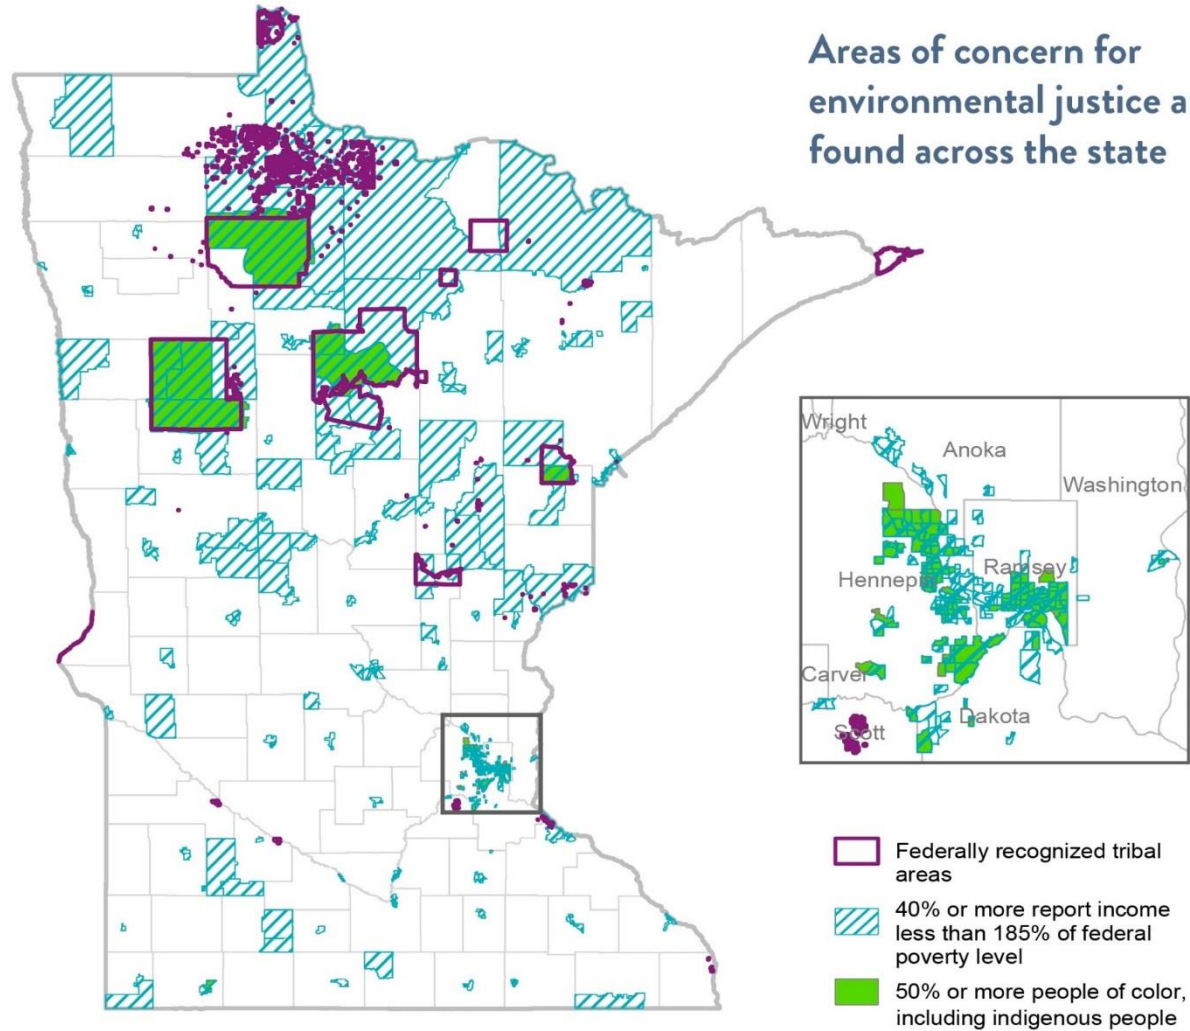 Areas of concern for
environmental justice a
found across the state
Wright
Anoka
Washington
Hennepi
Ramsey
Carver
Scott
Dakota
Federally recognized tribal
areas
40% or more report income
less than 185% of federal
poverty level
50% or more people of color,
including indigenous people